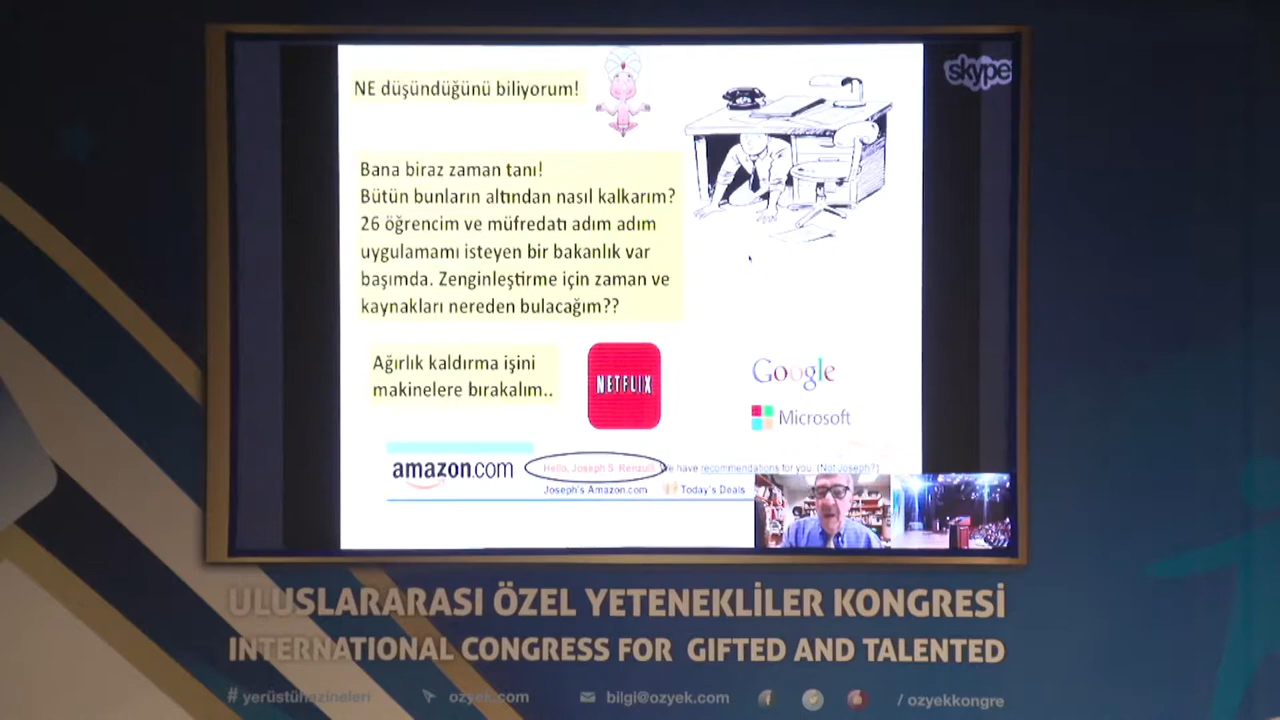 skype
NE düşündüğünü biliyorum!
Bana biraz zaman tanı!
Bütün bunların altından nasıl kalkarım?
26 öğrencim ve müfredatı adım adım
uygulamamı isteyen bir bakanlık var
başımda. Zenginleştirme için zaman ve
kaynakları nereden bulacağım??
Ağırlık kaldırma işini
makinelere bırakalım..
NETFLIX
Google
Microsoft
amazon.com
Hello, Joseph S. Renzulli. We have recommendations for you. (Not Joseph?)
Joseph's Amazon.com Today's Deals
ULUSLARARASI ÖZEL YETENEKLİLER KONGRESİ
INTERNATIONAL CONGRESS FOR GIFTED AND TALENTED
# yerüstühazineleri ozyek.com bilgi@ozyek.com / ozyekkongre